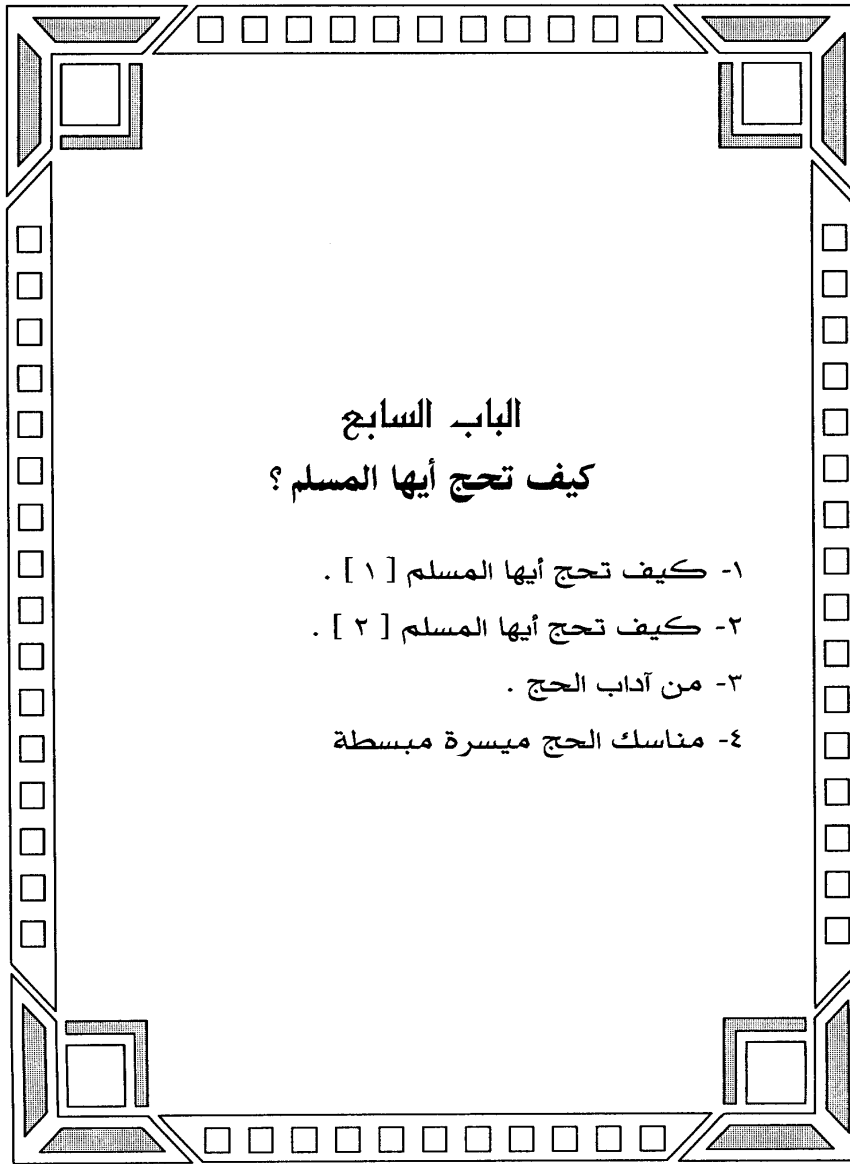 الباب السابع
كيف تحج أيها المسلم ؟
١- كيف تحج أيها المسلم [ ١ ] .
٢- كيف تحج أيها المسلم [ ٢ ] .
٣- من آداب الحج .
٤- مناسك الحج ميسرة مبسطة